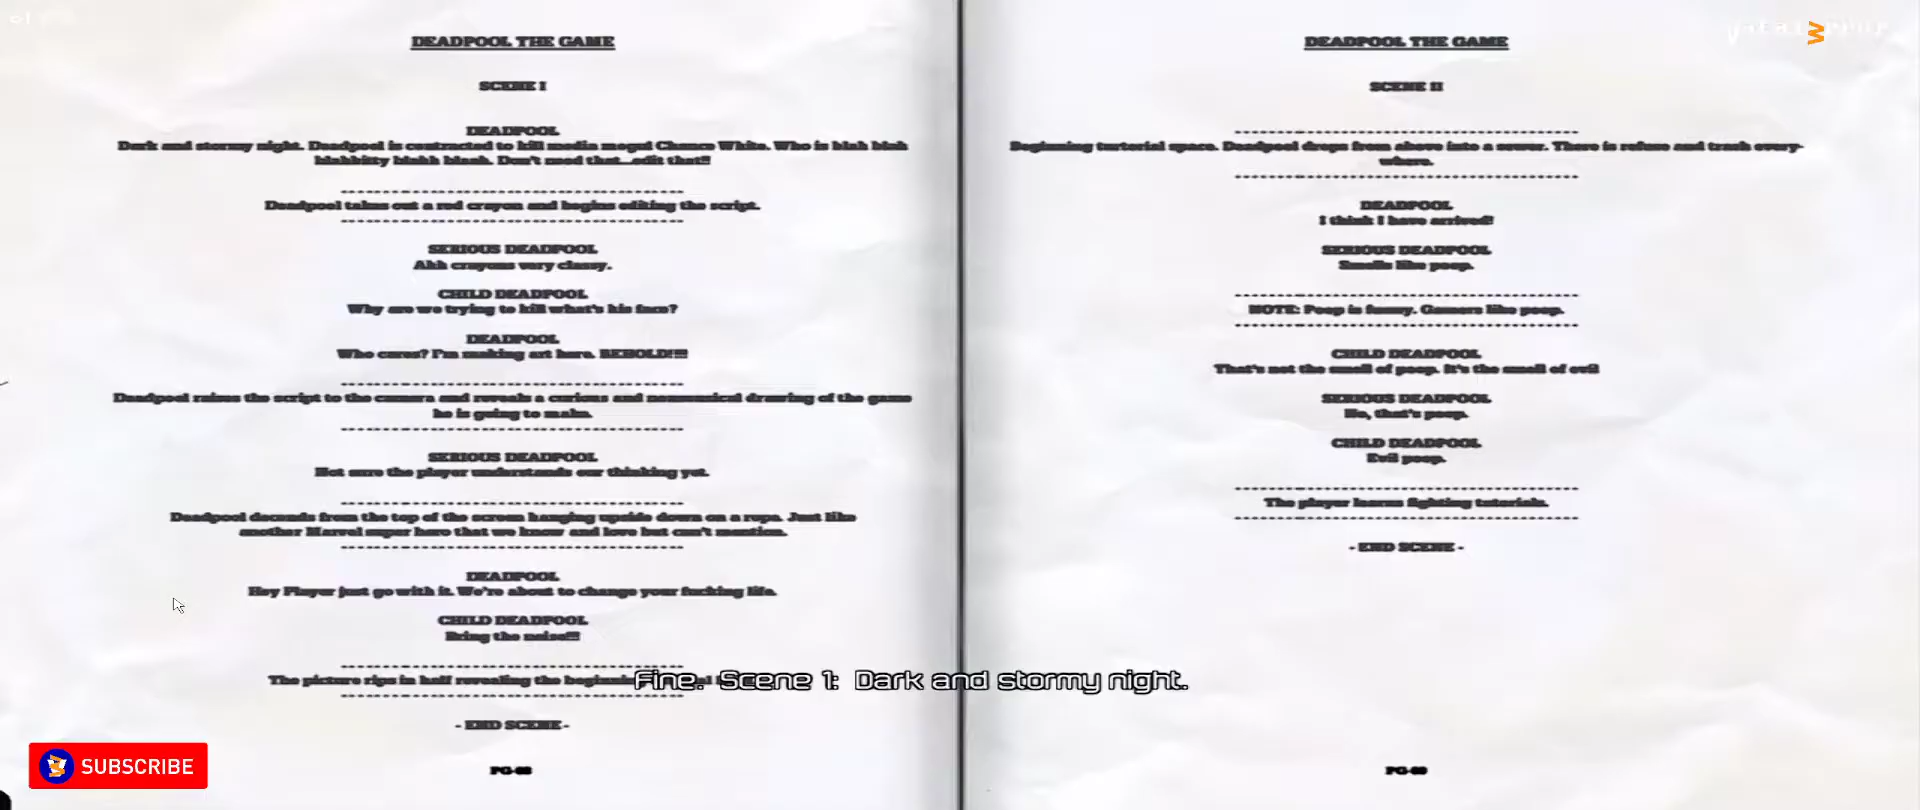 DEADPOOL THE GAME
SCENE I
DEADPOOL
Dark and stormy night. Deadpool is contracted to kill media mogul Chance White. Who is blah blah
blahbitty blahh blaah. Don't need that...edit that!!
Deadpool takes out a red crayon and begins editing the script.
SERIOUS DEADPOOL
Ahh crayons very classy.
CHILD DEADPOOL
Why are we trying to kill what's his face?
DEADPOOL
Who cares? I'm making art here. BEHOLD!!!!
Deadpool raises the script to the camera and reveals a curious and nonsensical drawing of the game
he is going to make.
SERIOUS DEADPOOL
Not sure the player understands our thinking yet.
Deadpool decends from the top of the screen hanging upside down on a rope. Just like
another Marvel super hero that we know and love but can't mention.
DEADPOOL
Hey Player just go with it. We're about to change your fucking life.
CHILD DEADPOOL
Bring the noise!!!
The picture rips in half revealing the
- END SCENE -
DEADPOOL THE GAME
SCENE II
Beginning turtorial space. Deadpool drops from above into a sewer. There is refuse and trash every-
where.
DEADPOOL
I think I have arrived!
SERIOUS DEADPOOL
Smells like poop.
NOTE: Poop is funny. Gamers like poop.
CHILD DEADPOOL
That's not the smell of poop. It's the smell of evil
SERIOUS DEADPOOL
No, that's poop.
CHILD DEADPOOL
Evil poop.
The player learns fighting tutorials.
- END SCENE -
Fine. Scene 1: Dark and stormy night.
SUBSCRIBE